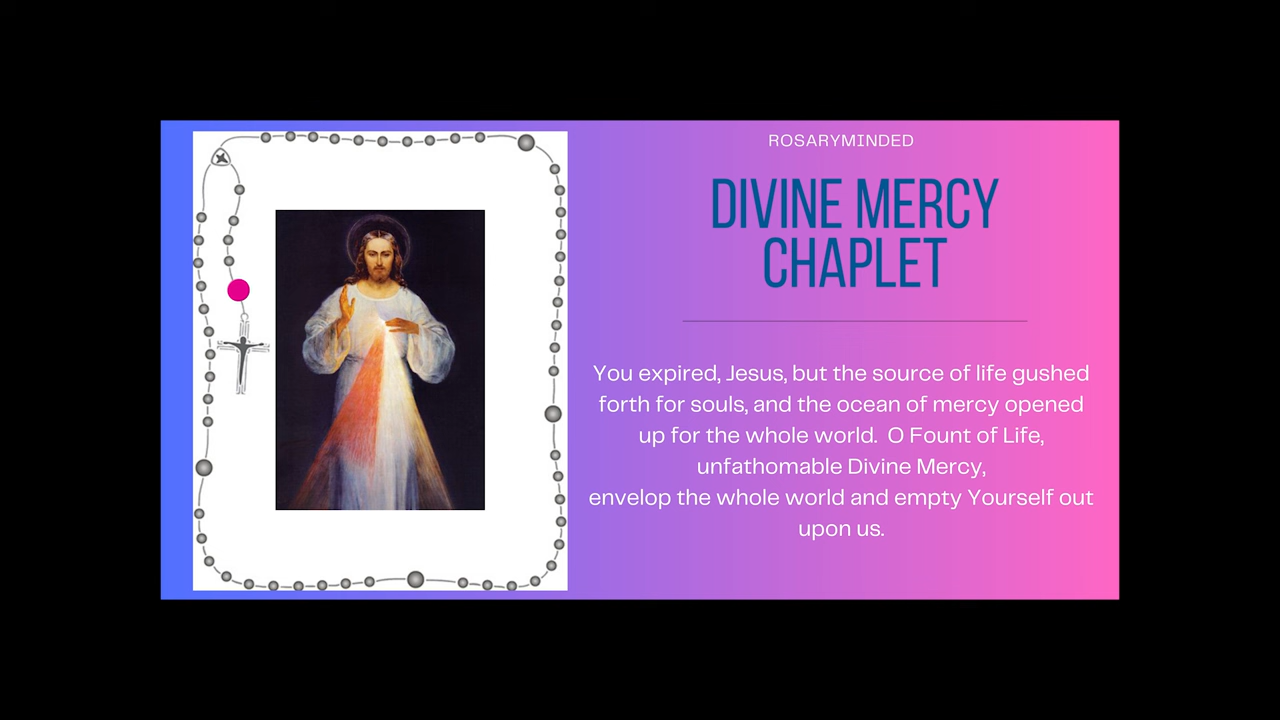 ROSARYMINDED
DIVINE MERCY
CHAPLET
You expired, Jesus, but the source of life gushed
forth for souls, and the ocean of mercy opened
up for the whole world.  O Fount of Life,
unfathomable Divine Mercy,
envelop the whole world and empty Yourself out
upon us.